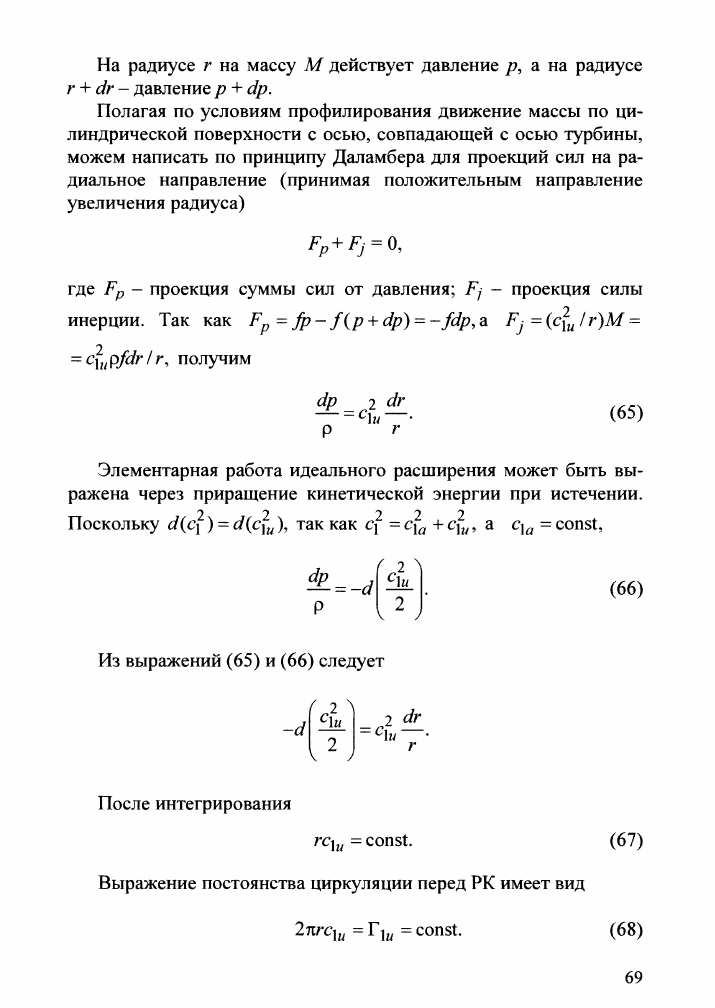 На радиусе r на массу M действует давление p, а на радиусе
r + dr – давление p + dp.
Полагая по условиям профилирования движение массы по ци-
линдрической поверхности с осью, совпадающей с осью турбины,
можем написать по принципу Даламбера для проекций сил на ра-
диальное направление (принимая положительным направление
увеличения радиуса)
F_p + F_j = 0,
где F_p – проекция суммы сил от давления; F_j – проекция силы
инерции. Так как F_p = fp – f(p + dp) = –fdp, а F_j = (c_{1u}^2 / r)M =
= c_{1u}^2 ρfdr / r, получим
dp/ρ = c_{1u}^2 dr/r. (65)
Элементарная работа идеального расширения может быть вы-
ражена через приращение кинетической энергии при истечении.
Поскольку d(c_1^2) = d(c_{1u}^2), так как c_1^2 = c_{1a}^2 + c_{1u}^2, а c_{1a} = const,
dp/ρ = –d(c_{1u}^2/2). (66)
Из выражений (65) и (66) следует
–d(c_{1u}^2/2) = c_{1u}^2 dr/r.
После интегрирования
rc_{1u} = const. (67)
Выражение постоянства циркуляции перед РК имеет вид
2πrc_{1u} = Γ_{1u} = const. (68)
69